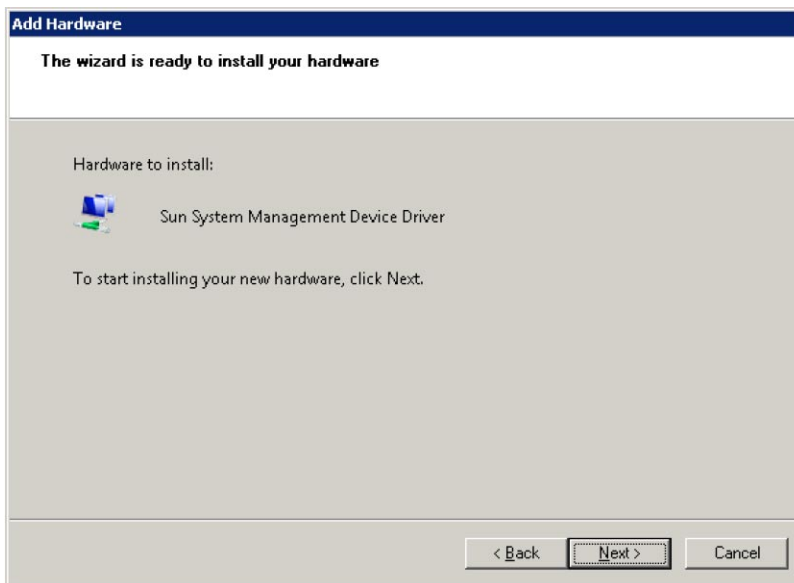 Add Hardware
The wizard is ready to install your hardware
Hardware to install:
Sun System Management Device Driver
To start installing your new hardware, click Next.
< Back Next > Cancel